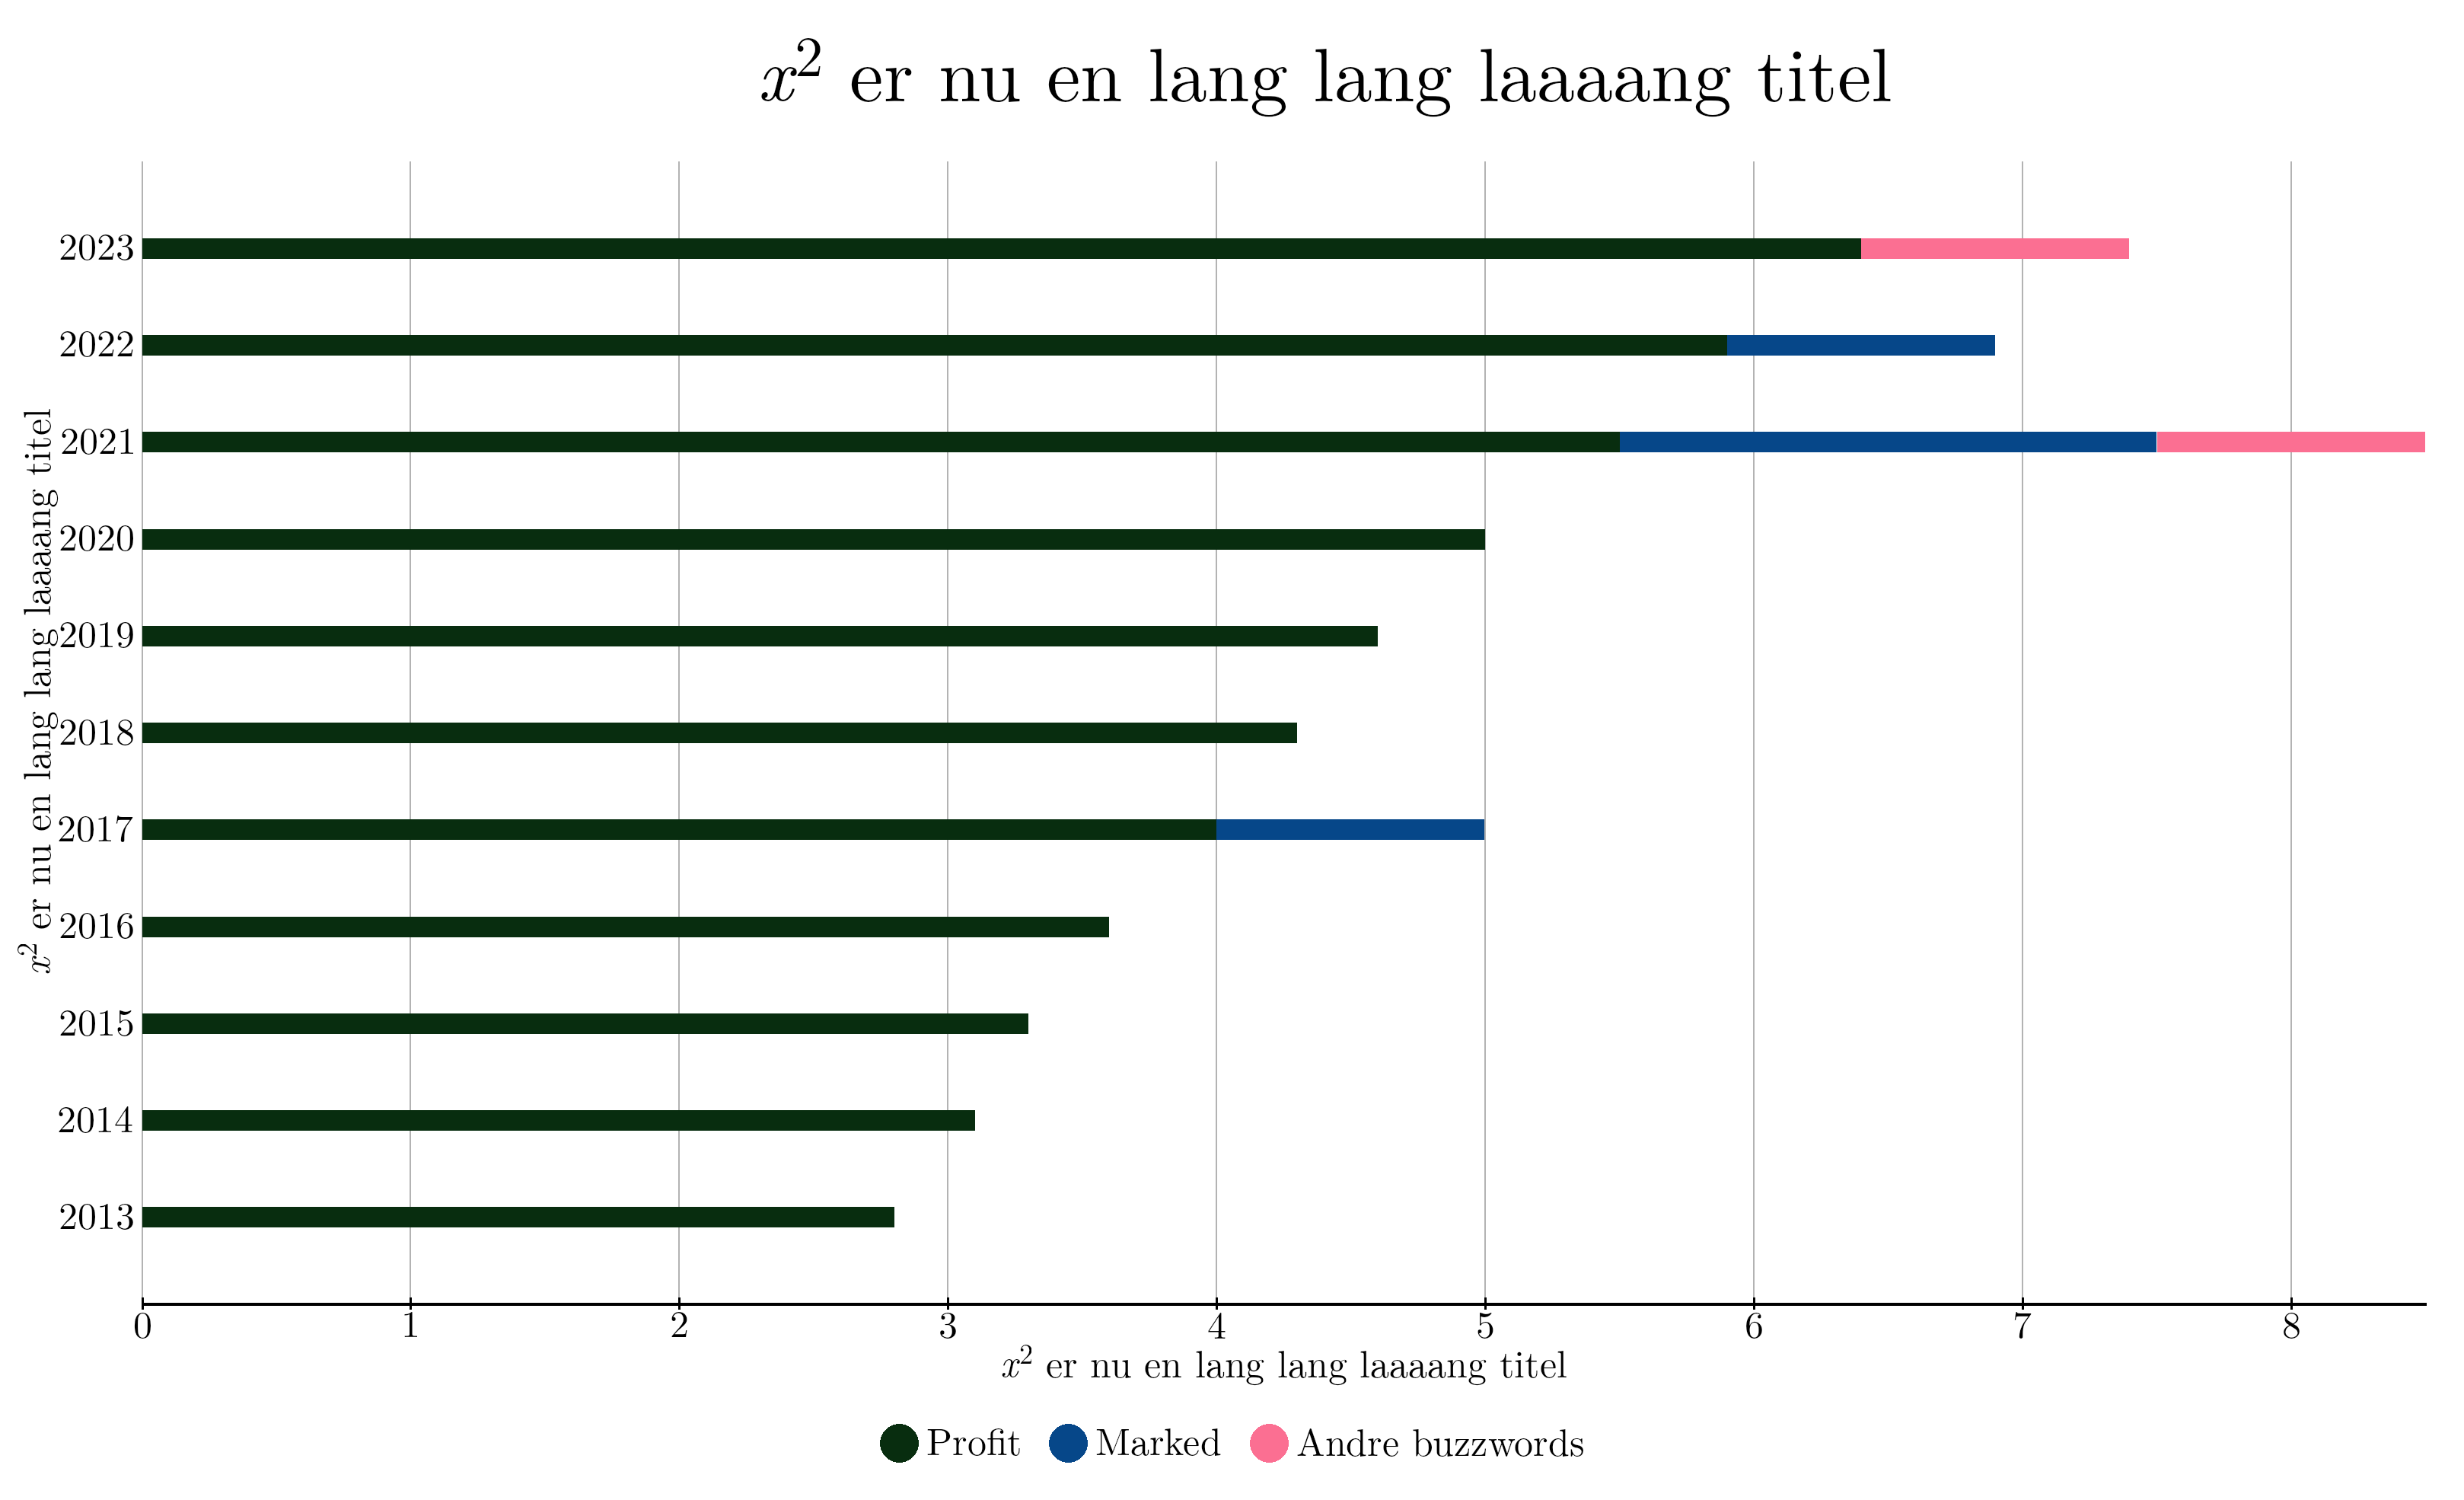 x² er nu en lang lang laaaang titel
x² er nu en lang lang laaaang titel
2023
2022
2021
2020
2019
2018
2017
2016
2015
2014
2013
0 1 2 3 4 5 6 7 8
x² er nu en lang lang laaaang titel
Profit Marked Andre buzzwords